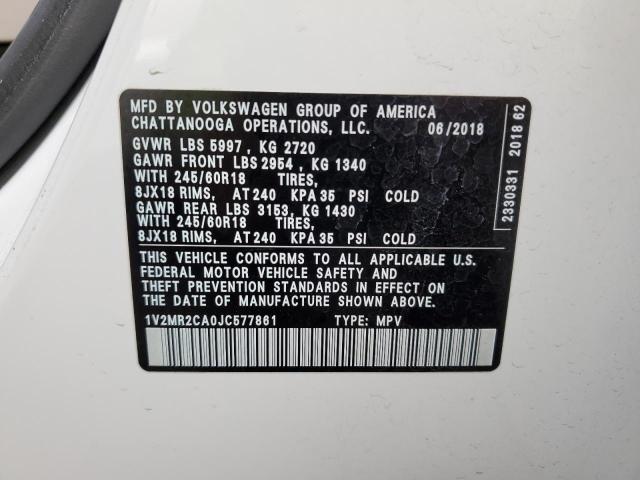 MFD BY VOLKSWAGEN GROUP OF AMERICA
CHATTANOOGA OPERATIONS, LLC. 06/2018
GVWR LBS 5997 , KG 2720
GAWR FRONT LBS 2954 , KG 1340
WITH 245/60R18 TIRES,
8JX18 RIMS, AT 240 KPA 35 PSI COLD
GAWR REAR LBS 3153, KG 1430
WITH 245/60R18 TIRES,
8JX18 RIMS, AT 240 KPA 35 PSI COLD
THIS VEHICLE CONFORMS TO ALL APPLICABLE U.S.
FEDERAL MOTOR VEHICLE SAFETY AND
THEFT PREVENTION STANDARDS IN EFFECT ON
THE DATE OF MANUFACTURE SHOWN ABOVE.
1V2MR2CA0JC577861 TYPE: MPV
2330331 2018 62